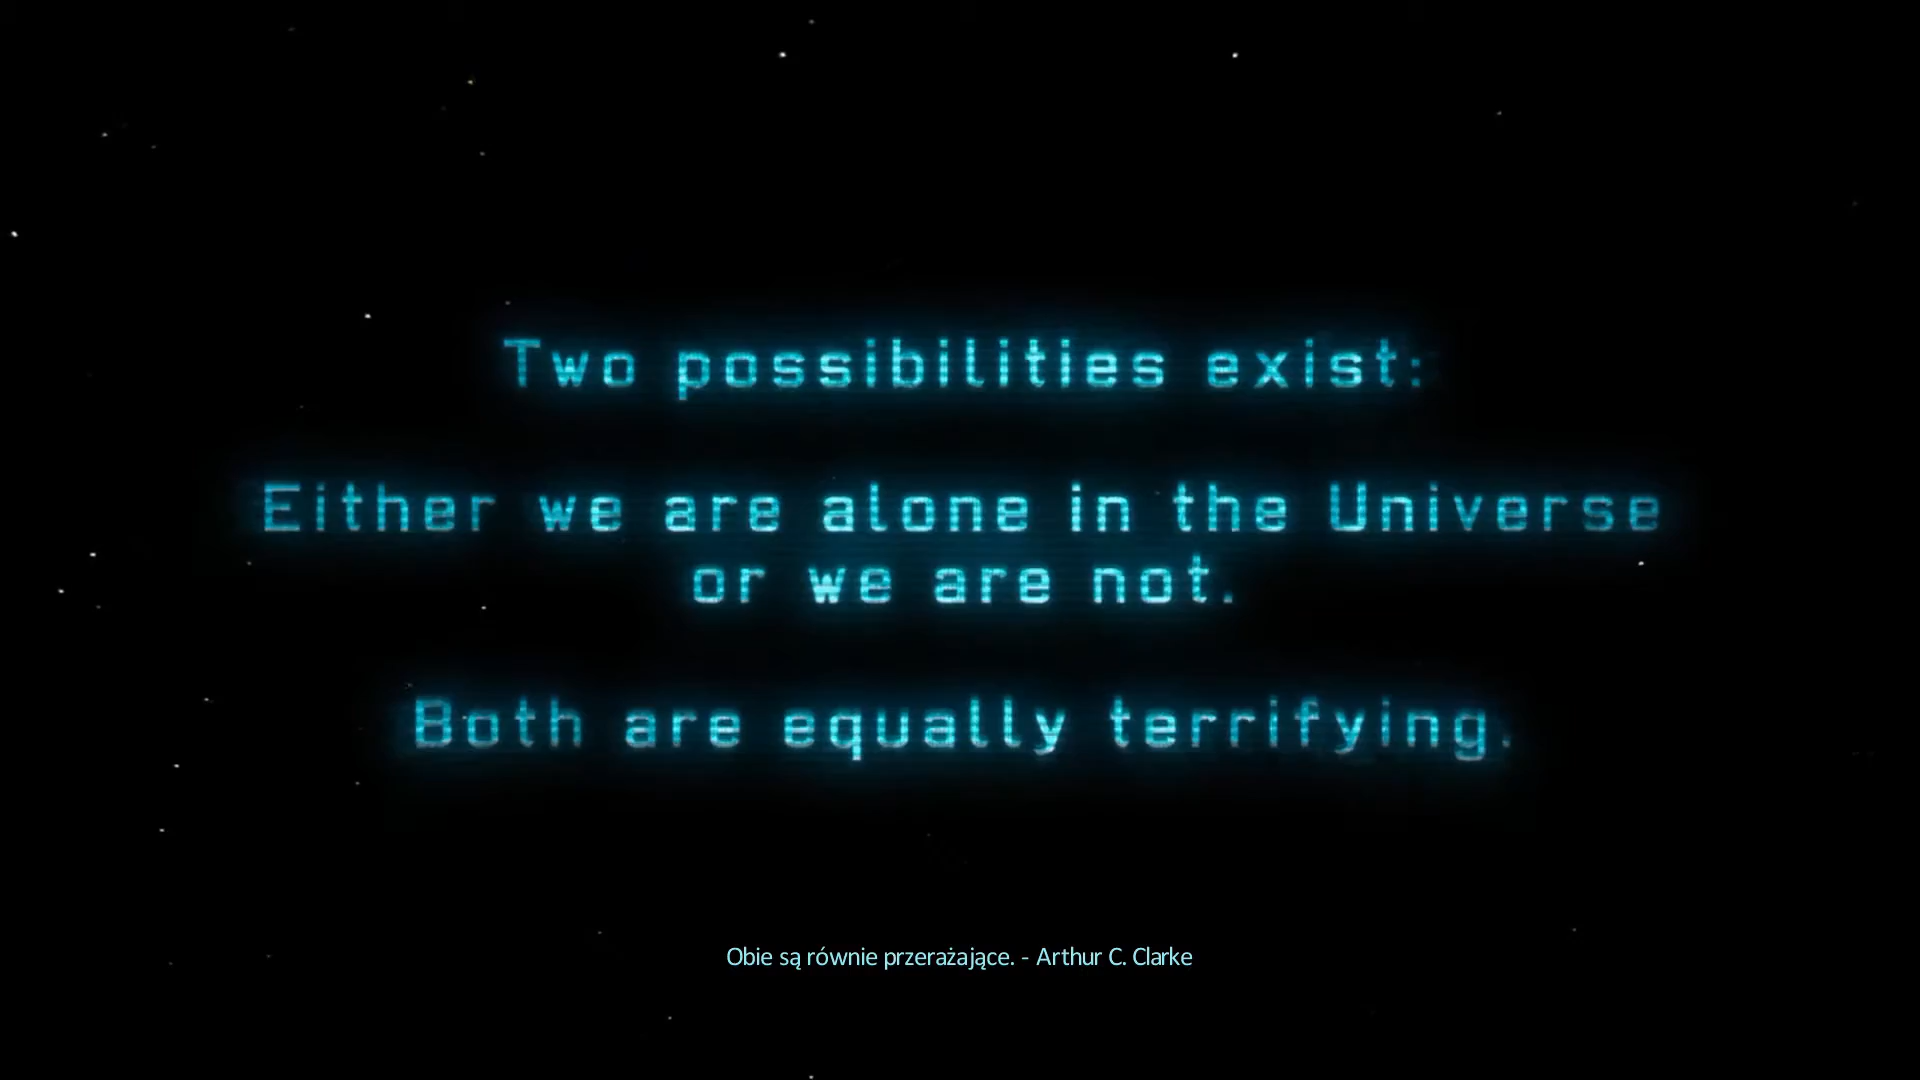 Two possibilities exist:
Either we are alone in the Universe
or we are not.
Both are equally terrifying.
Obie są równie przerażające. - Arthur C. Clarke